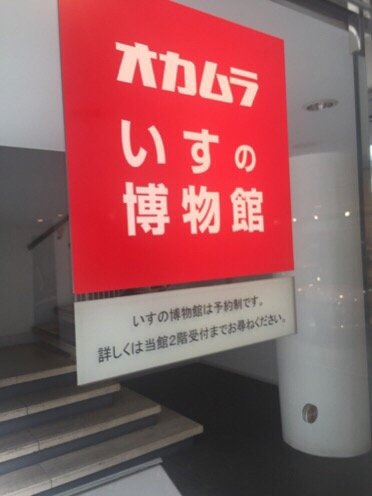 オカムラ
いすの
博物館
いすの博物館は予約制です。
詳しくは当館2階受付までお尋ねください。